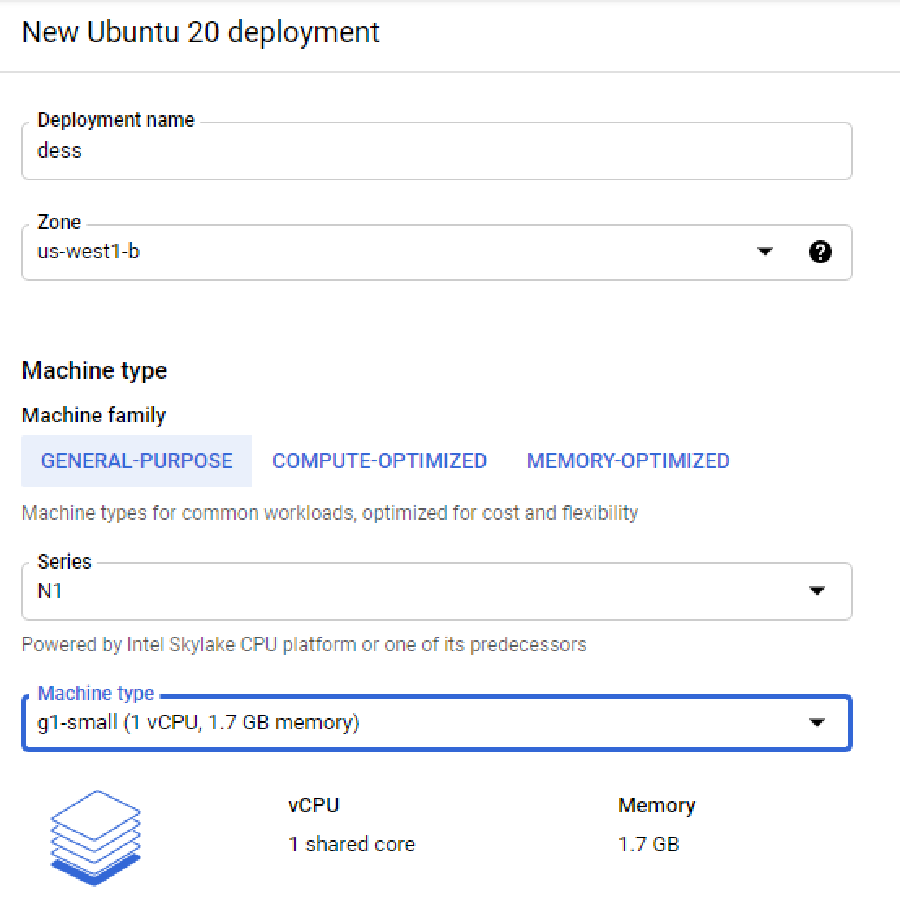 New Ubuntu 20 deployment
Deployment name
dess
Zone
us-west1-b
?
Machine type
Machine family
GENERAL-PURPOSE COMPUTE-OPTIMIZED MEMORY-OPTIMIZED
Machine types for common workloads, optimized for cost and flexibility
Series
N1
Powered by Intel Skylake CPU platform or one of its predecessors
Machine type
g1-small (1 vCPU, 1.7 GB memory)
vCPU Memory
1 shared core 1.7 GB